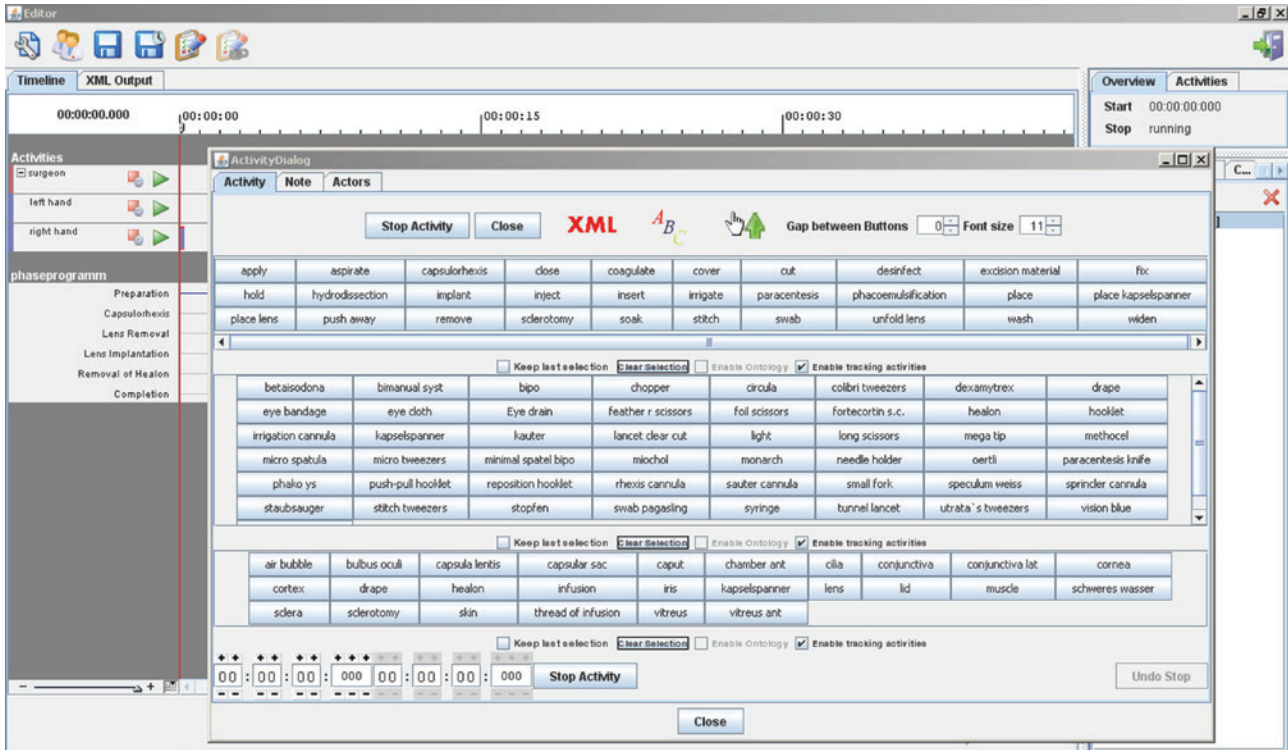 Editor
Timeline XML Output
Overview Activities
00:00:00.000 00:00:00 00:00:15 00:00:30
Start 00:00:00:000
Stop running
Activities
surgeon
left hand
right hand
phaseprogramm
Preparation
Capsulorhexis
Lens Removal
Lens Implantation
Removal of Healon
Completion
C...
ActivityDialog
Activity Note Actors
Stop Activity Close XML ABC Gap between Buttons 0 Font size 11
apply aspirate capsulorhexis close coagulate cover cut desinfect excision material fix
hold hydrodissection implant inject insert irrigate paracentesis phacoemulsification place place kapselspanner
place lens push away remove sclerotomy soak stitch swab unfold lens wash widen
Keep last selection Clear Selection Enable Ontology Enable tracking activities
betaisodona bimanual syst bipo chopper circula colibri tweezers dexamytrex drape
eye bandage eye cloth Eye drain feather r scissors foil scissors fortecortin s.c. healon hooklet
irrigation cannula kapselspanner kauter lancet clear cut light long scissors mega tip methocel
micro spatula micro tweezers minimal spatel bipo miochol monarch needle holder oertli paracentesis knife
phako ys push-pull hooklet reposition hooklet rhexis cannula sauter cannula small fork speculum weiss sprincler cannula
staubsauger stitch tweezers stopfen swab pagasling syringe tunnel lancet utrata`s tweezers vision blue
Keep last selection Clear Selection Enable Ontology Enable tracking activities
air bubble bulbus oculi capsula lentis capsular sac caput chamber ant cilia conjunctiva conjunctiva lat cornea
cortex drape healon infusion iris kapselspanner lens lid muscle schweres wasser
sclera sclerotomy skin thread of infusion vitreus vitreus ant
Keep last selection Clear Selection Enable Ontology Enable tracking activities
00 : 00 : 00 : 000 00 : 00 : 00 : 000 Stop Activity Undo Stop
Close